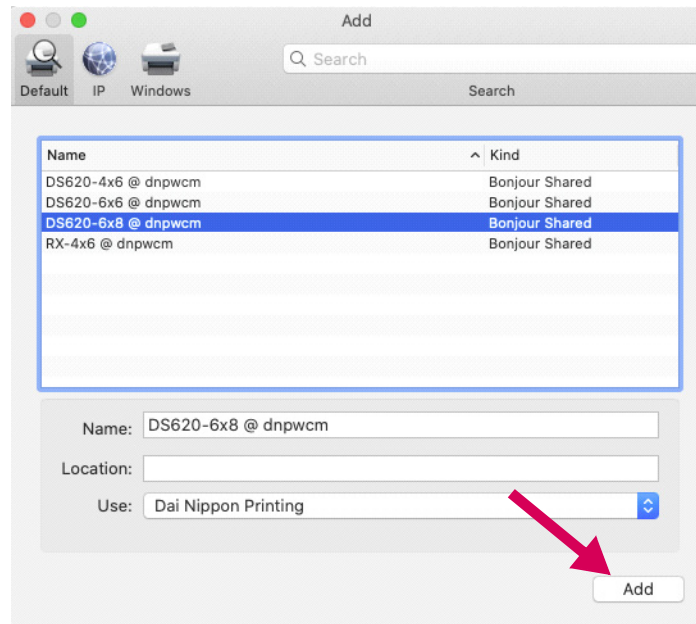 Add
Search
Default IP Windows Search
Name Kind
DS620-4x6 @ dnpwcm Bonjour Shared
DS620-6x6 @ dnpwcm Bonjour Shared
DS620-6x8 @ dnpwcm Bonjour Shared
RX-4x6 @ dnpwcm Bonjour Shared
Name: DS620-6x8 @ dnpwcm
Location:
Use: Dai Nippon Printing
Add